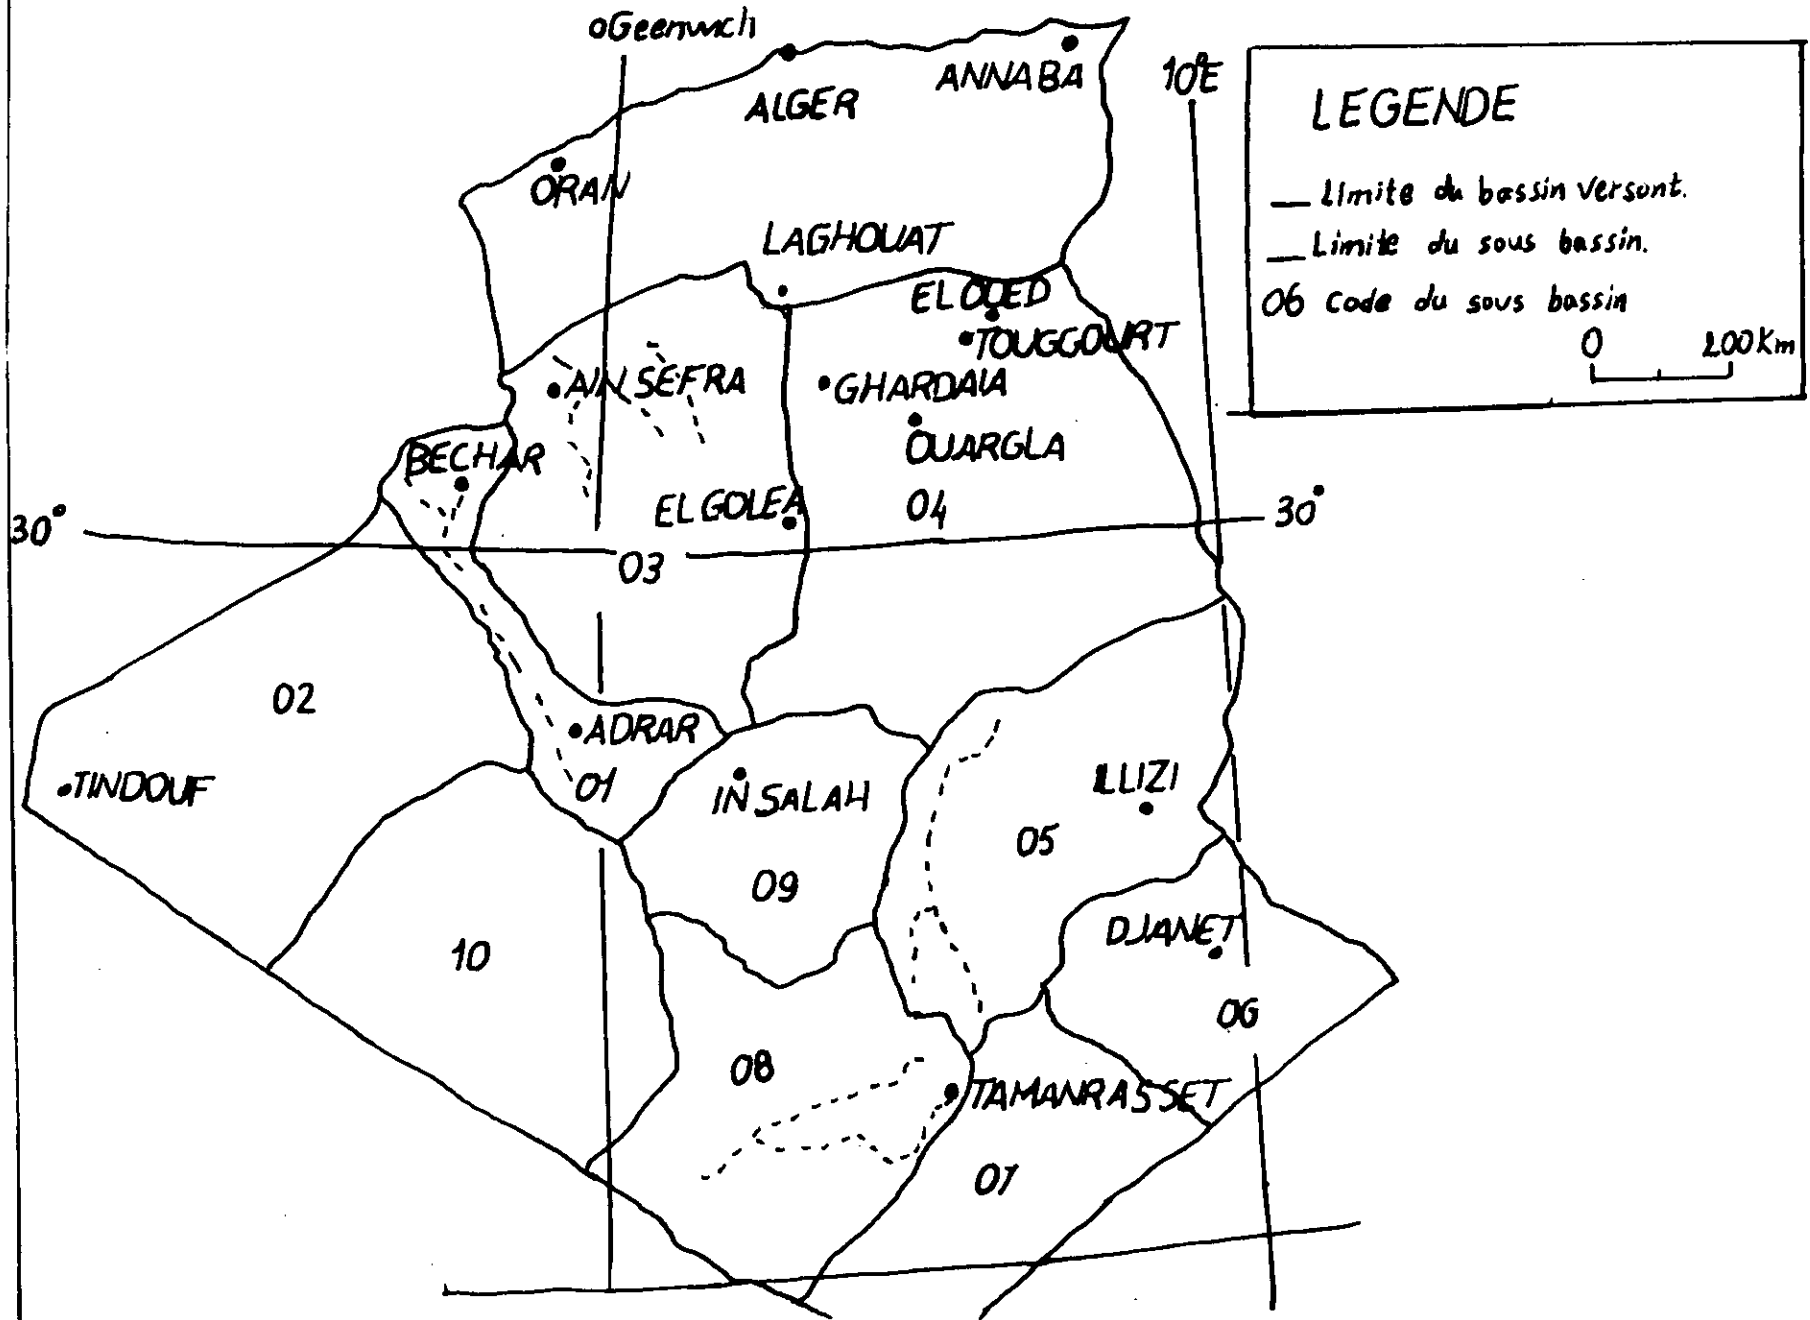 oGeenwich
ALGER
ANNABA
10°E
LEGENDE
ORAN
Limite du bassin versont.
LAGHOUAT
Limite du sous bassin.
EL OUED
06 Code du sous bassin
TOUGGOURT
0 200Km
AIN SEFRA
GHARDAIA
BECHAR
OUARGLA
EL GOLEA
04
30°
30°
03
02
ADRAR
TINDOUF
01
IN SALAH
ILLIZI
05
09
DJANET
10
06
08
TAMANRASSET
07